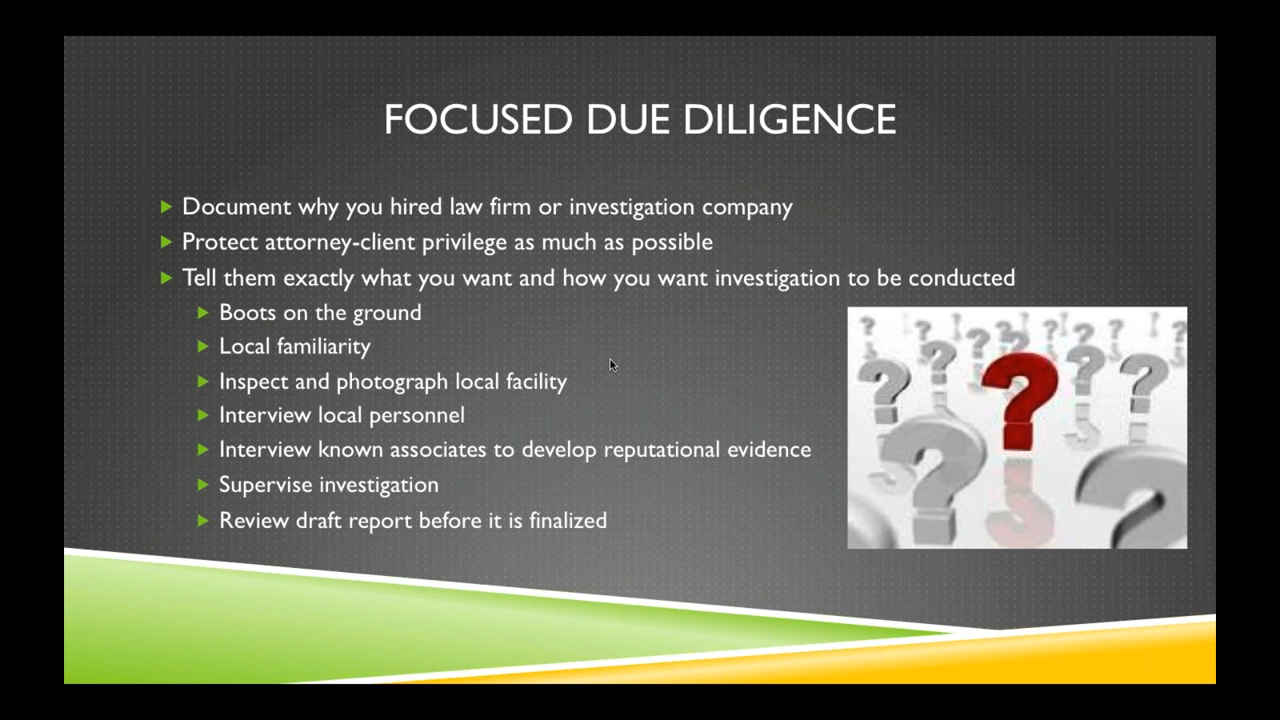 FOCUSED DUE DILIGENCE
Document why you hired law firm or investigation company
Protect attorney-client privilege as much as possible
Tell them exactly what you want and how you want investigation to be conducted
Boots on the ground
Local familiarity
Inspect and photograph local facility
Interview local personnel
Interview known associates to develop reputational evidence
Supervise investigation
Review draft report before it is finalized